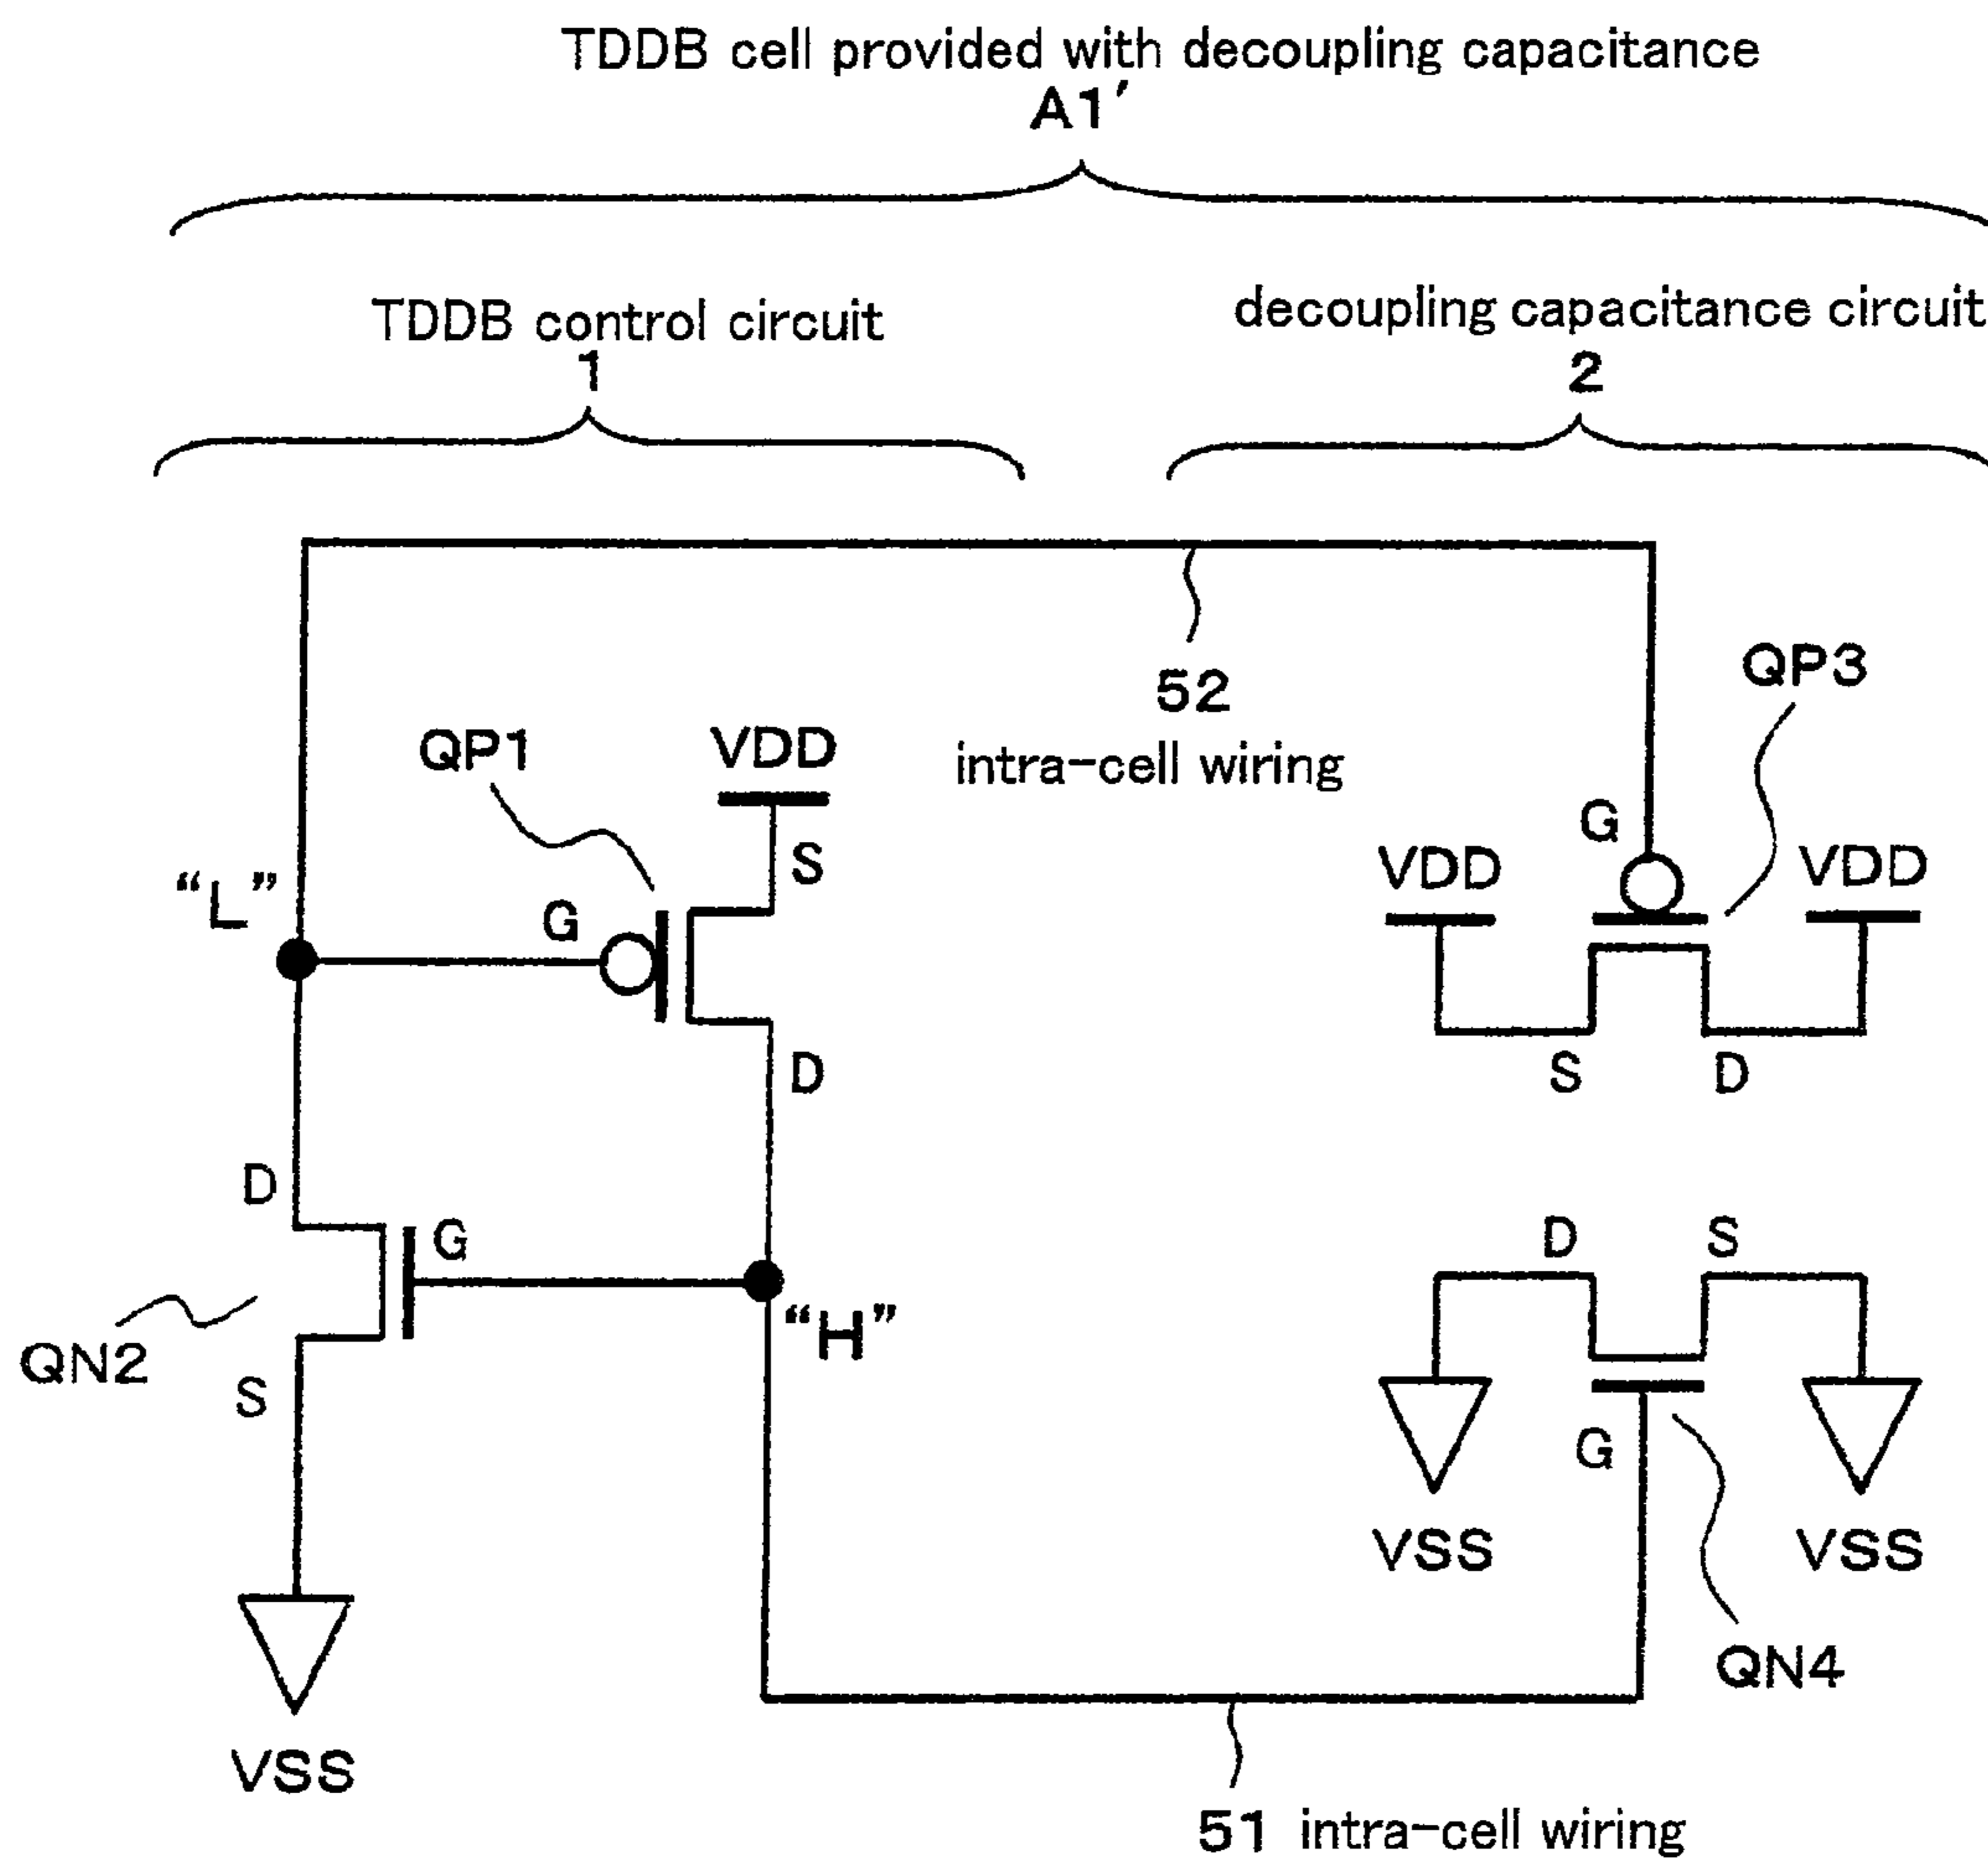 TDDB cell provided with decoupling capacitance
A1′
TDDB control circuit
1
decoupling capacitance circuit
2
52
intra-cell wiring
QP3
QP1
VDD
S
G
VDD
VDD
“L”
G
S
D
D
D
G
D
S
“H”
QN2
S
G
VSS
VSS
QN4
VSS
51 intra-cell wiring